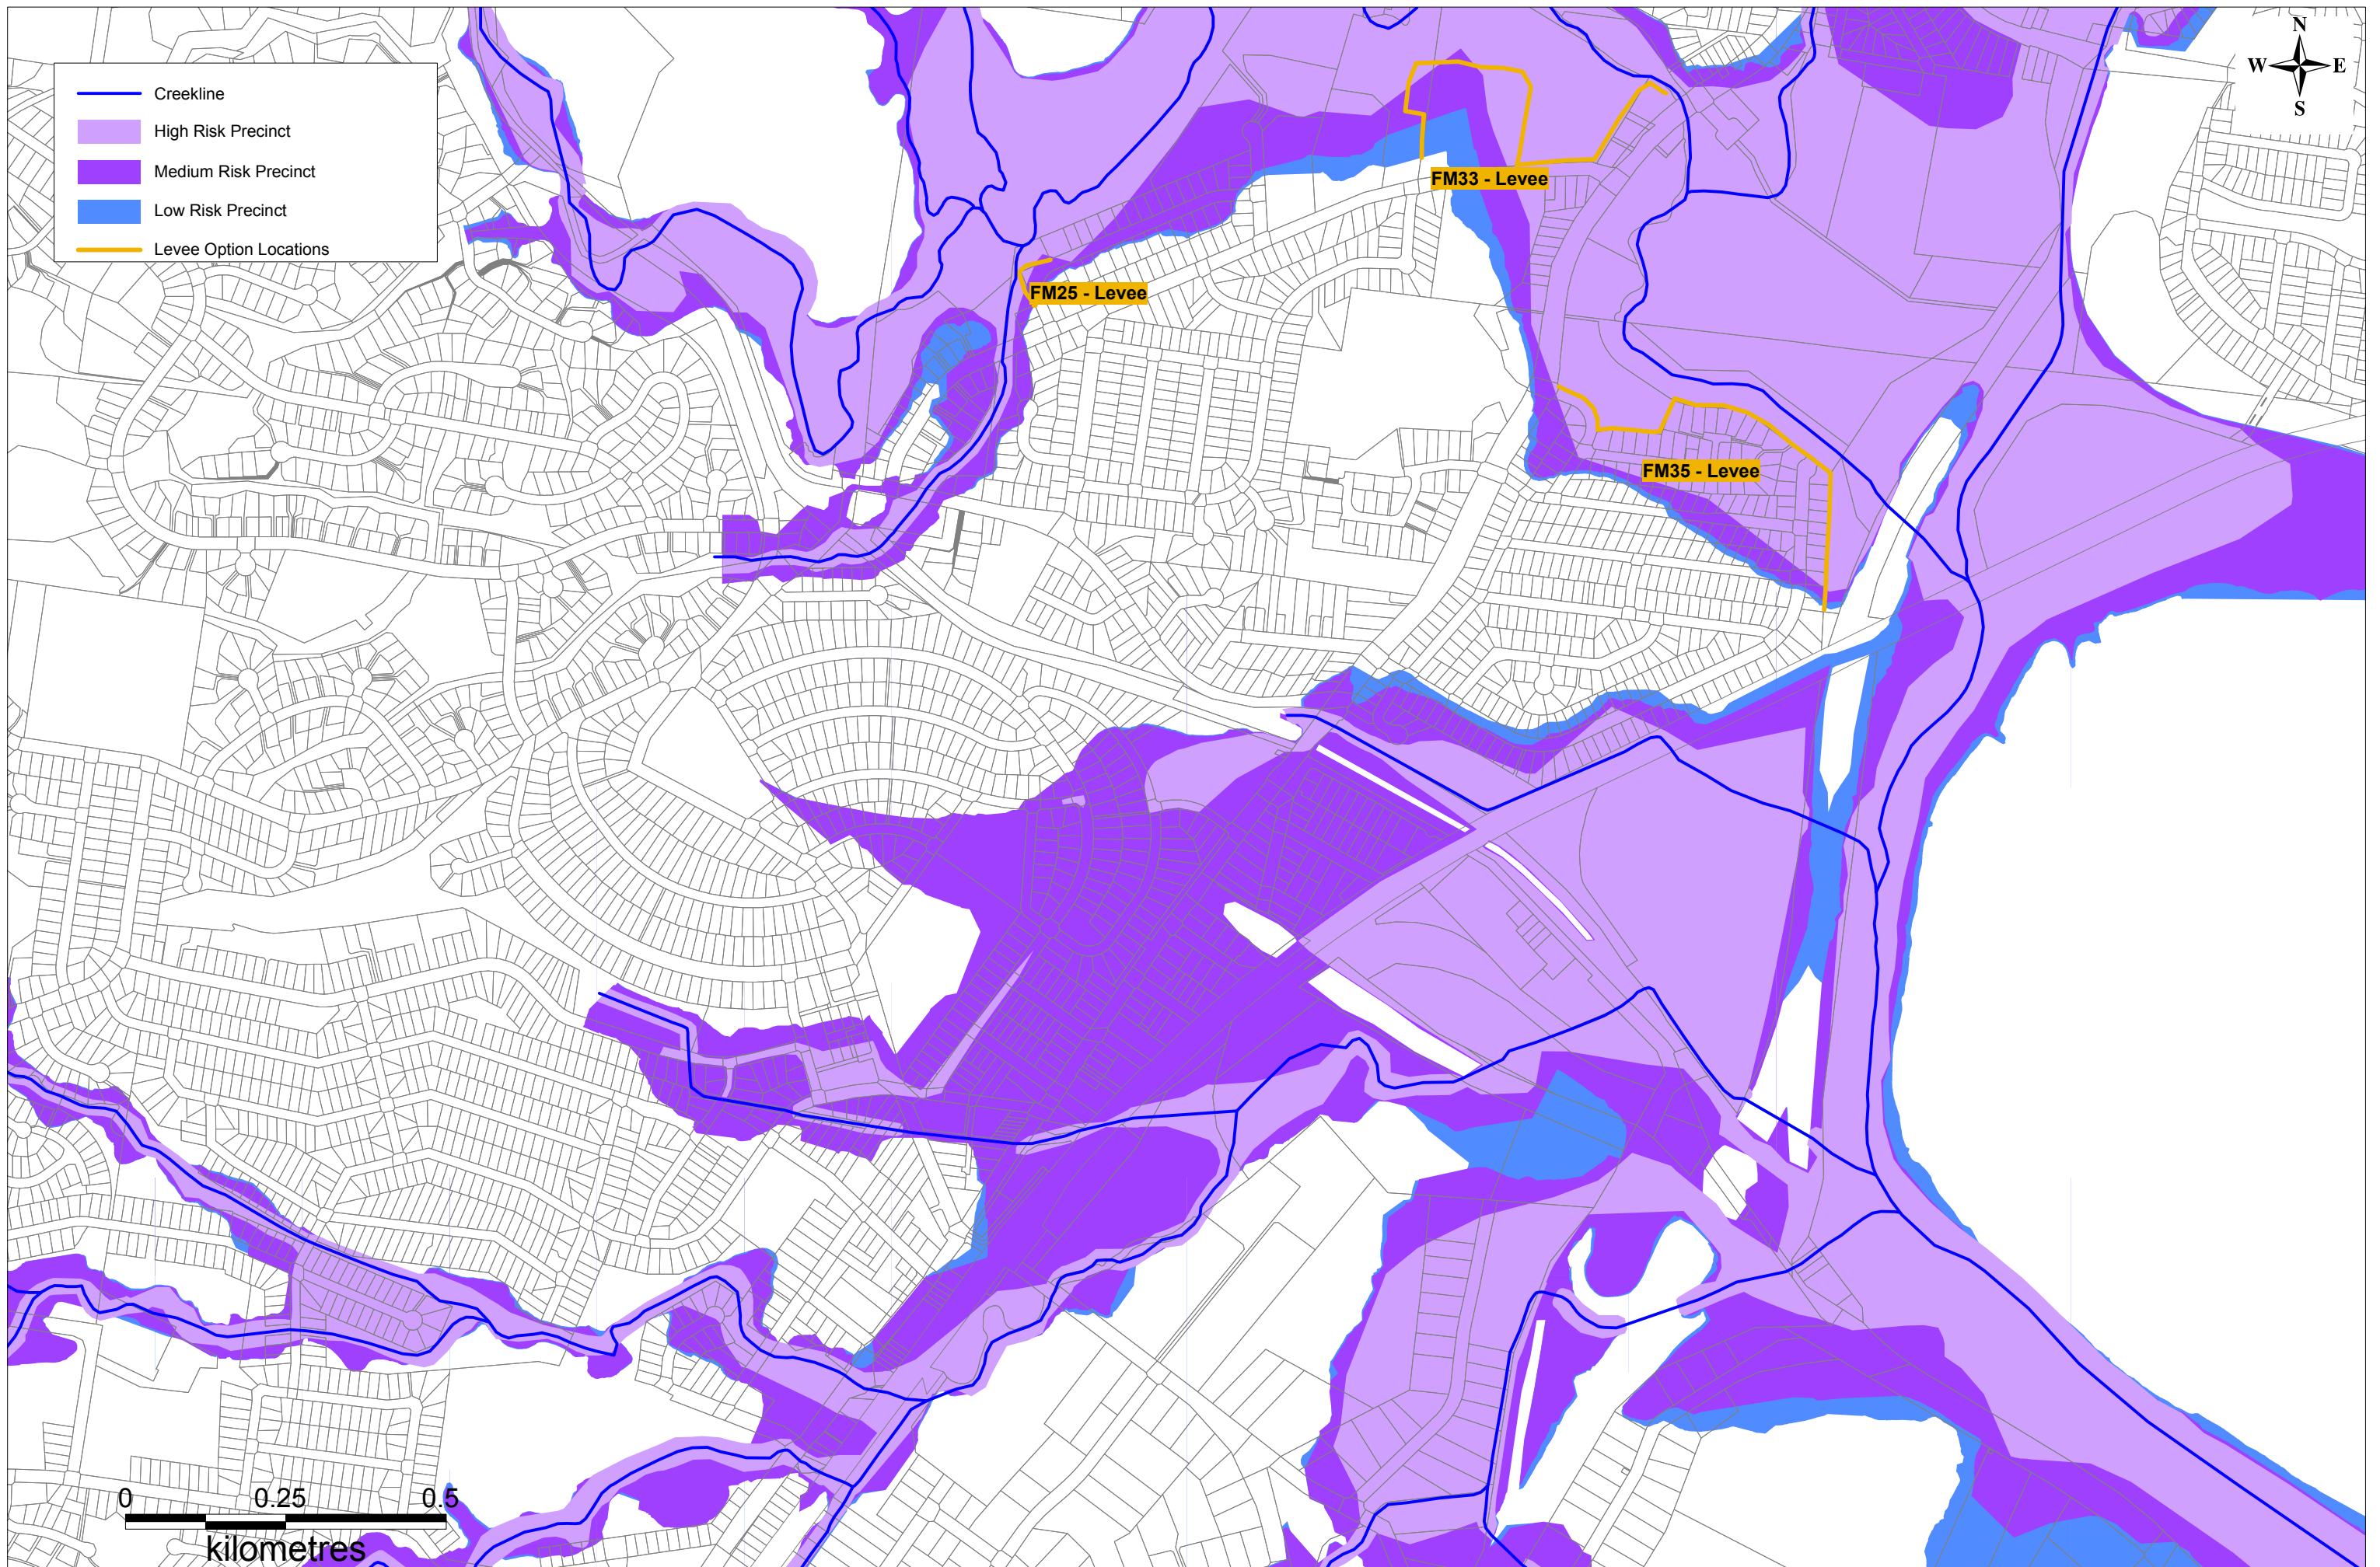 N
W E
S
Creekline
High Risk Precinct
Medium Risk Precinct
Low Risk Precinct
Levee Option Locations
FM33 - Levee
FM25 - Levee
FM35 - Levee
0 0.25 0.5
kilometres